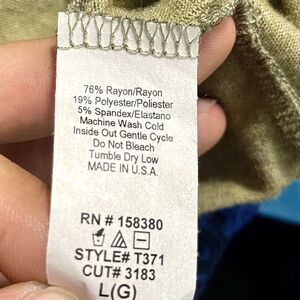 76% Rayon/Rayon
19% Polyester/Poliester
5% Spandex/Elastano
Machine Wash Cold
Inside Out Gentle Cycle
Do Not Bleach
Tumble Dry Low
MADE IN U.S.A.
RN # 158380
STYLE# T371
CUT# 3183
L(G)